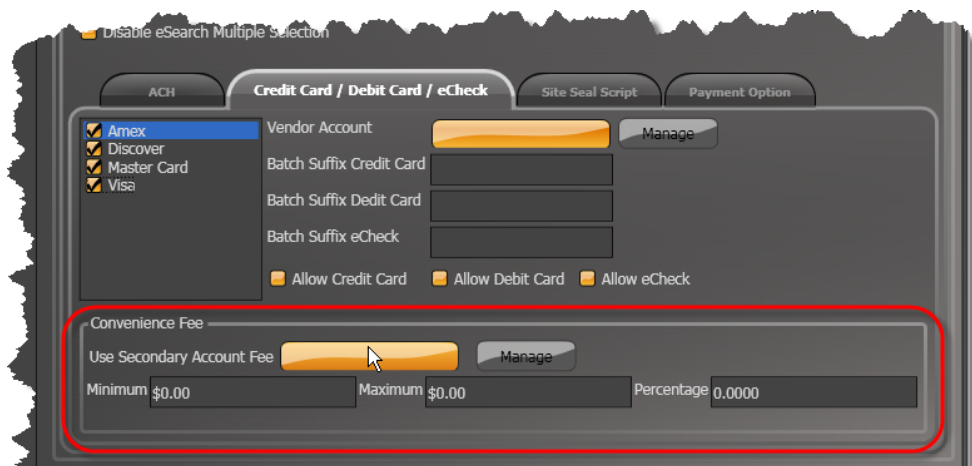 Disable eSearch Multiple Selection
ACH Credit Card / Debit Card / eCheck Site Seal Script Payment Option
Amex
Discover
Master Card
Visa
Vendor Account Manage
Batch Suffix Credit Card
Batch Suffix Dedit Card
Batch Suffix eCheck
Allow Credit Card Allow Debit Card Allow eCheck
Convenience Fee
Use Secondary Account Fee Manage
Minimum $0.00 Maximum $0.00 Percentage 0.0000